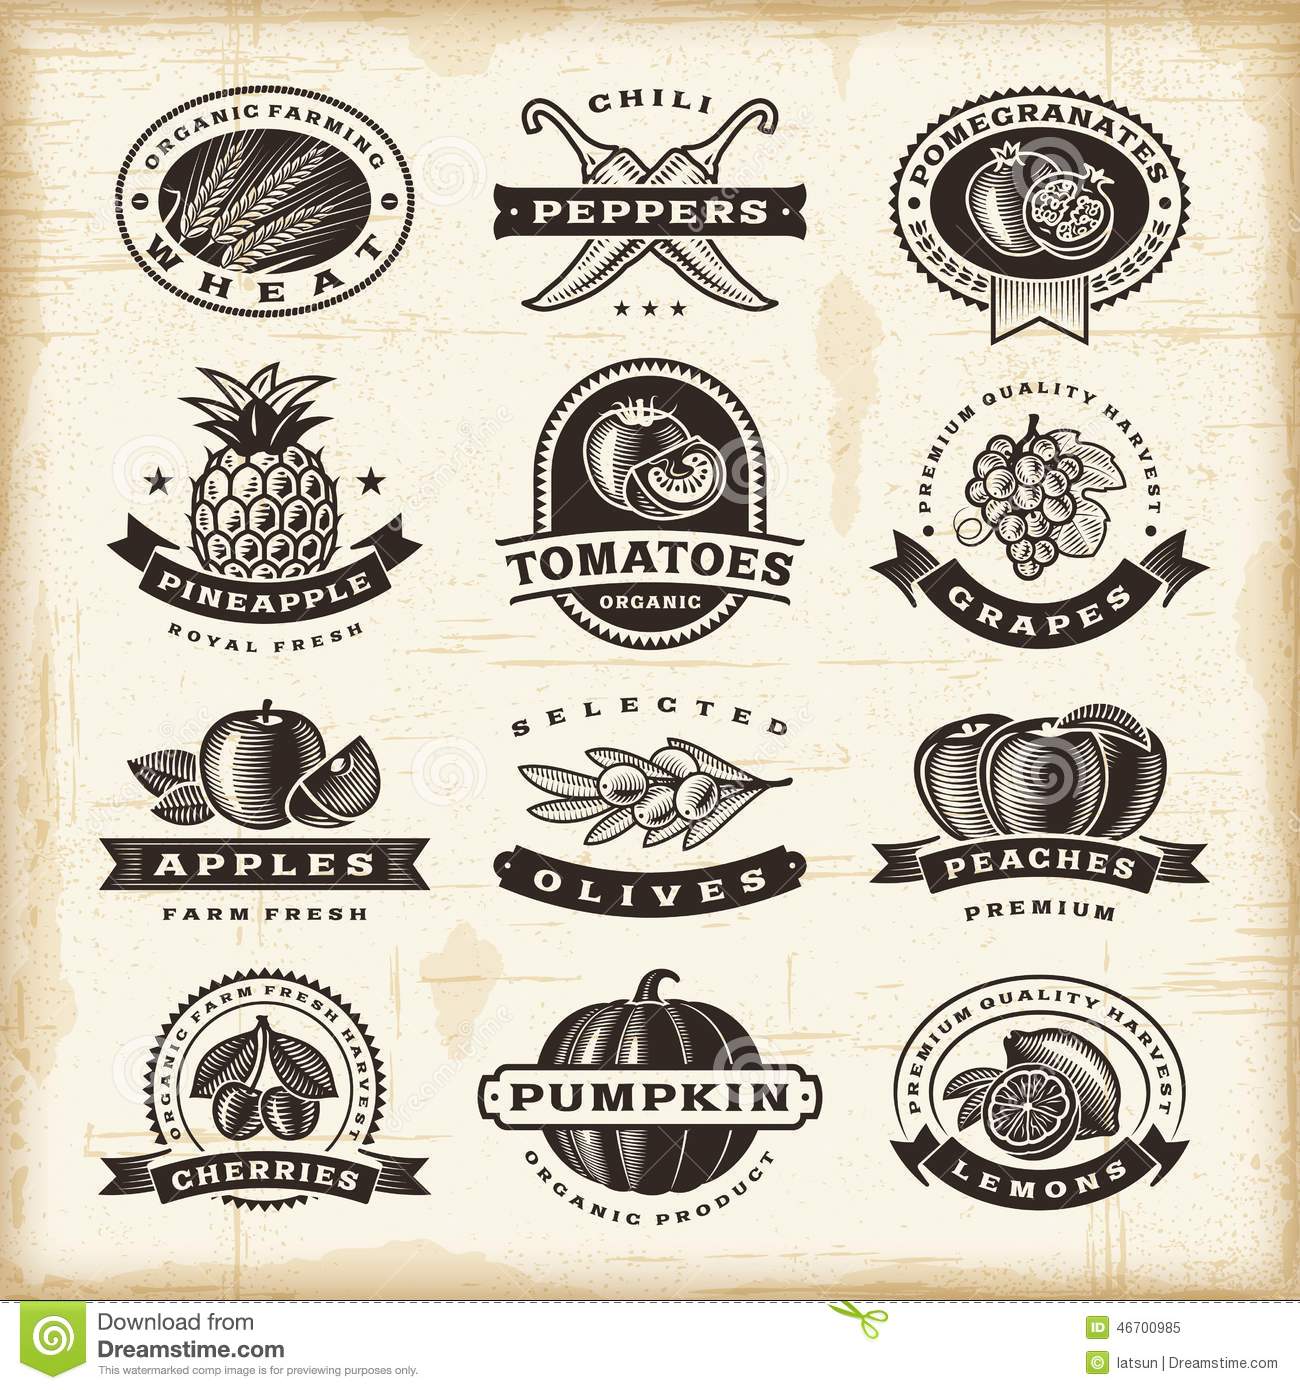 ORGANIC FARMING
WHEAT
CHILI
PEPPERS
POMEGRANATES
PINEAPPLE
ROYAL FRESH
TOMATOES
ORGANIC
PREMIUM QUALITY HARVEST
GRAPES
APPLES
FARM FRESH
SELECTED
OLIVES
PEACHES
PREMIUM
ORGANIC FARM FRESH HARVEST
CHERRIES
PUMPKIN
ORGANIC PRODUCT
PREMIUM QUALITY HARVEST
LEMONS
Download from
Dreamstime.com
This watermarked comp image is for previewing purposes only.
ID 46700985
© Iatsun | Dreamstime.com